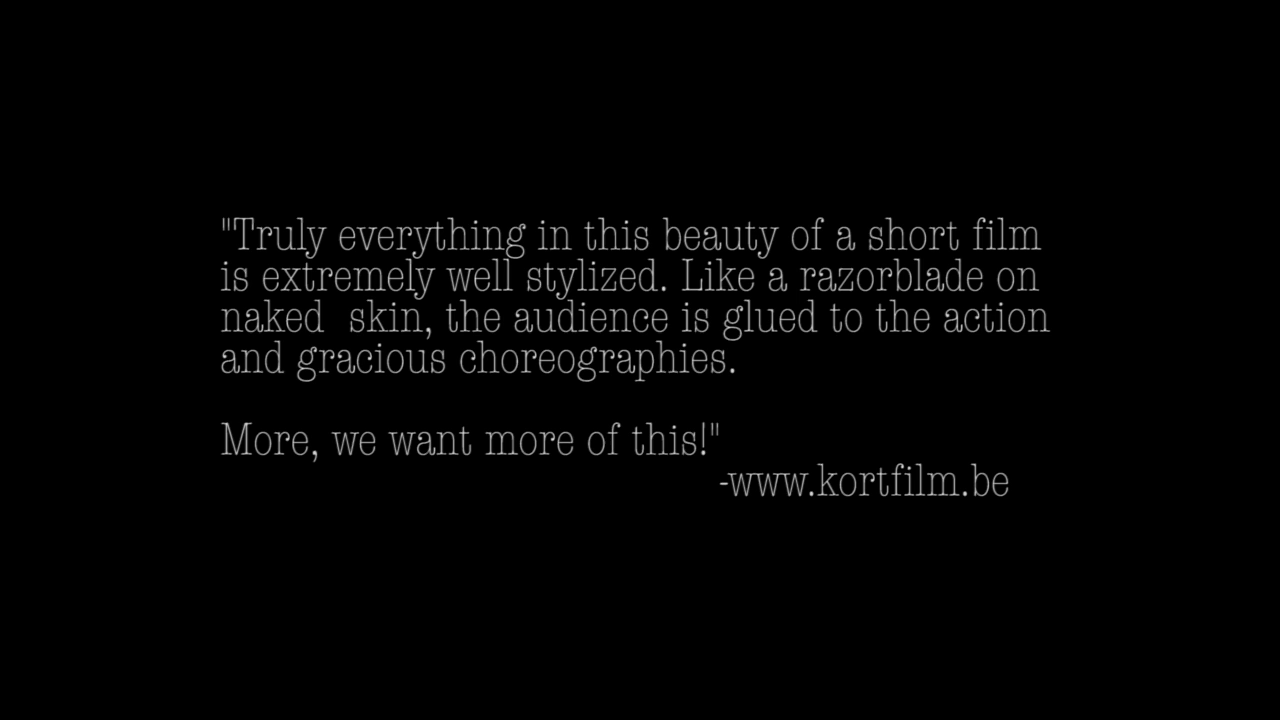 "Truly everything in this beauty of a short film
is extremely well stylized. Like a razorblade on
naked  skin, the audience is glued to the action
and gracious choreographies.
More, we want more of this!"
-www.kortfilm.be